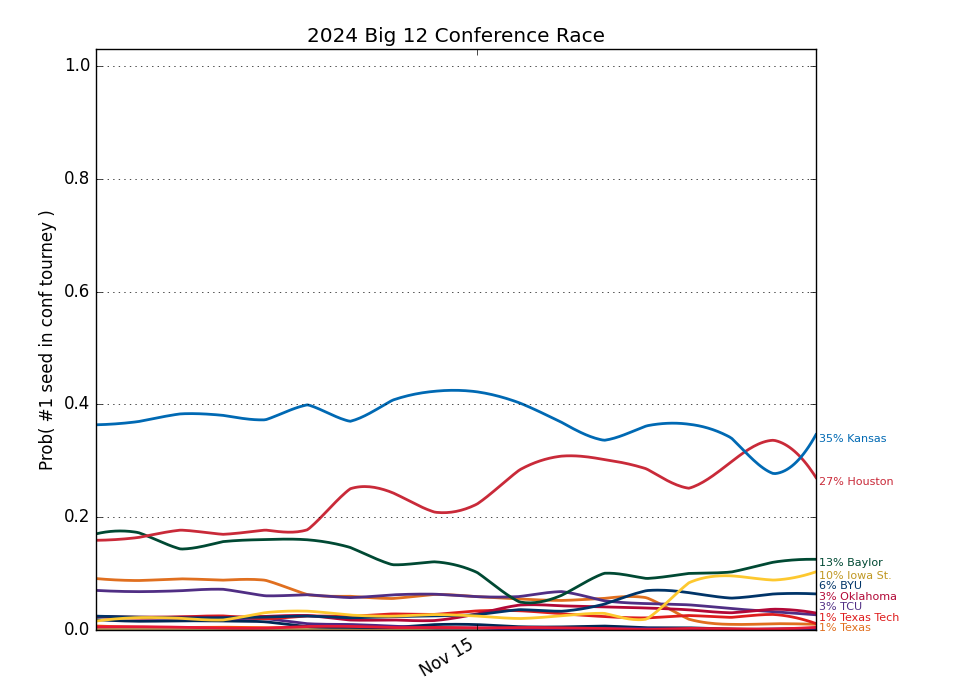 2024 Big 12 Conference Race
Prob( #1 seed in conf tourney )
1.0
0.8
0.6
0.4
0.2
0.0
Nov 15
35% Kansas
27% Houston
13% Baylor
10% Iowa St.
6% BYU
3% Oklahoma
3% TCU
1% Texas Tech
1% Texas